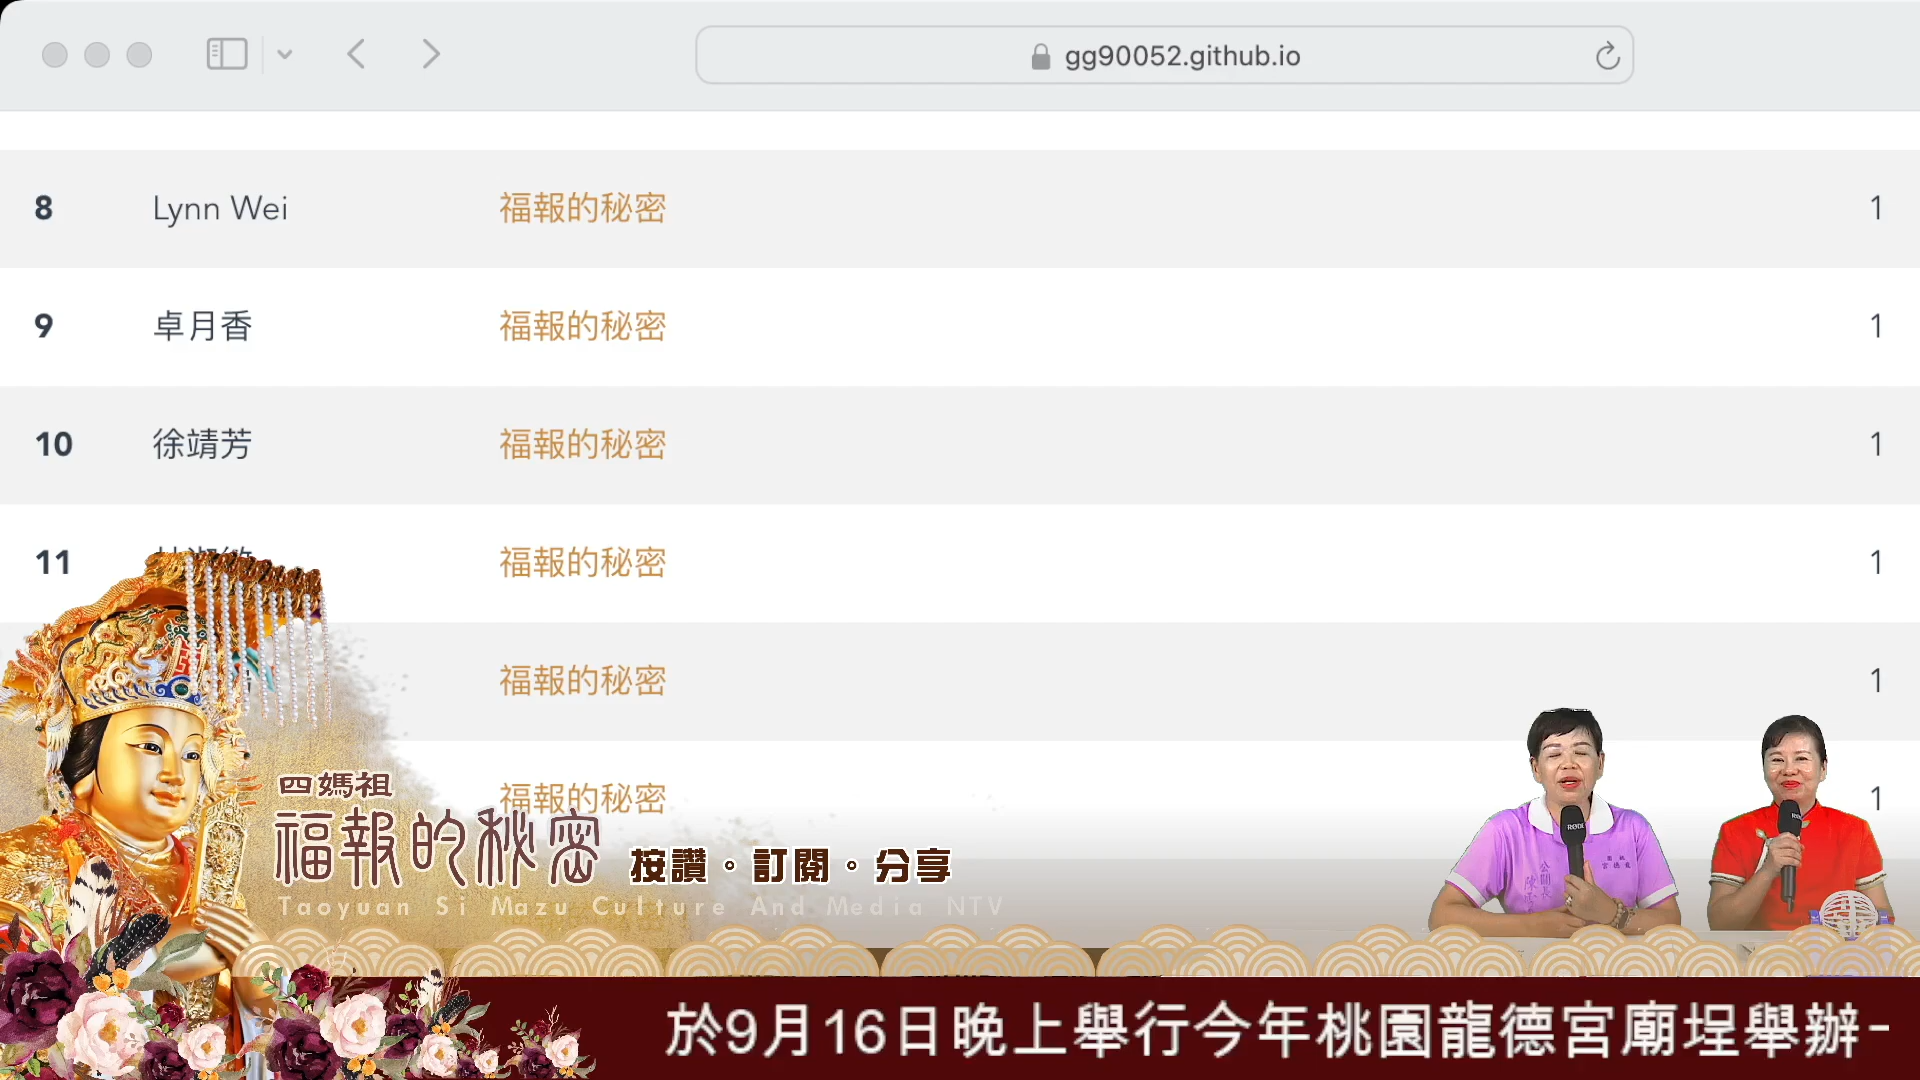 gg90052.github.io
8 Lynn Wei 福報的秘密 1
9 卓月香 福報的秘密 1
10 徐靖芳 福報的秘密 1
11 福報的秘密 1
福報的秘密 1
福報的秘密 1
四媽祖
福報的秘密 按讚。訂閱。分享
Taoyuan Si Mazu Culture And Media NTV
RØDE
於9月16日晚上舉行今年桃園龍德宮廟埕舉辦